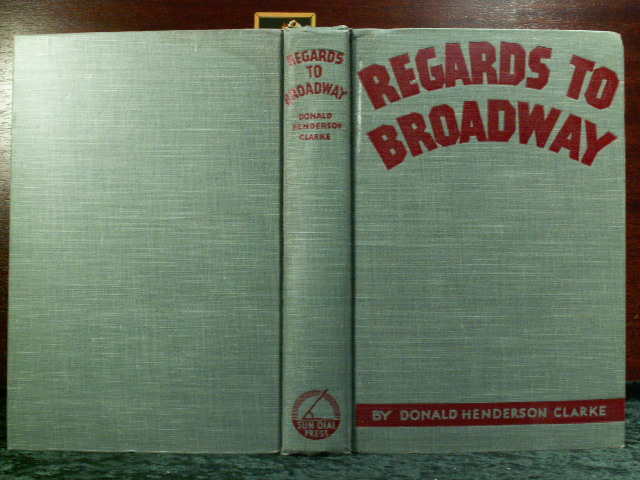 REGARDS
TO
BROADWAY
DONALD
HENDERSON
CLARKE
SUN DIAL
PRESS
REGARDS TO
BROADWAY
BY DONALD HENDERSON CLARKE